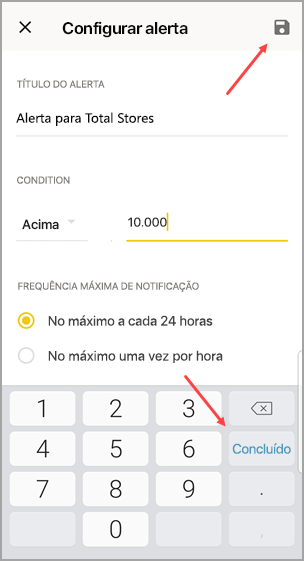 Configurar alerta
TÍTULO DO ALERTA
Alerta para Total Stores
CONDITION
Acima
10.000
FREQUÊNCIA MÁXIMA DE NOTIFICAÇÃO
No máximo a cada 24 horas
No máximo uma vez por hora
1 2 3
4 5 6 Concluído
7 8 9 .
0 ,